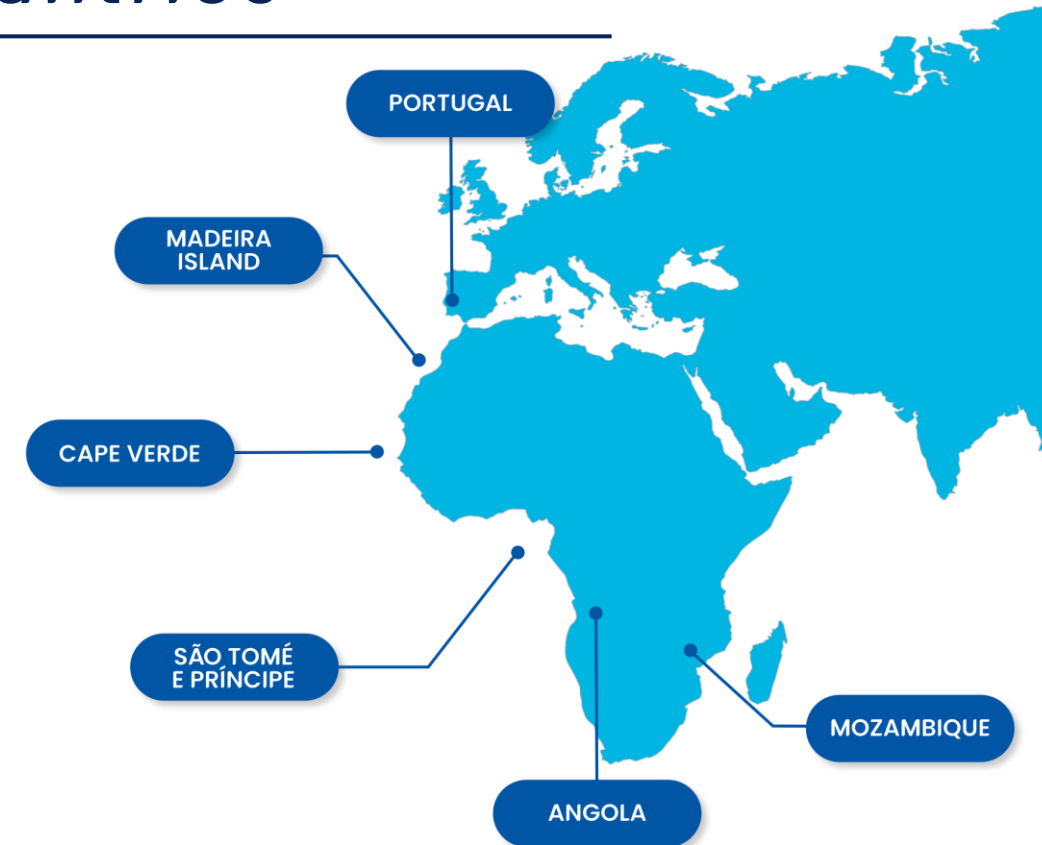 PORTUGAL
MADEIRA
ISLAND
CAPE VERDE
SÃO TOMÉ
E PRÍNCIPE
MOZAMBIQUE
ANGOLA